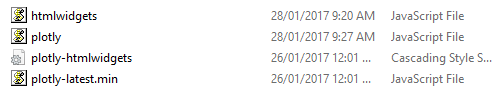 htmlwidgets 28/01/2017 9:20 AM JavaScript File
plotly 28/01/2017 9:27 AM JavaScript File
plotly-htmlwidgets 26/01/2017 12:01 ... Cascading Style S...
plotly-latest.min 26/01/2017 12:01 ... JavaScript File